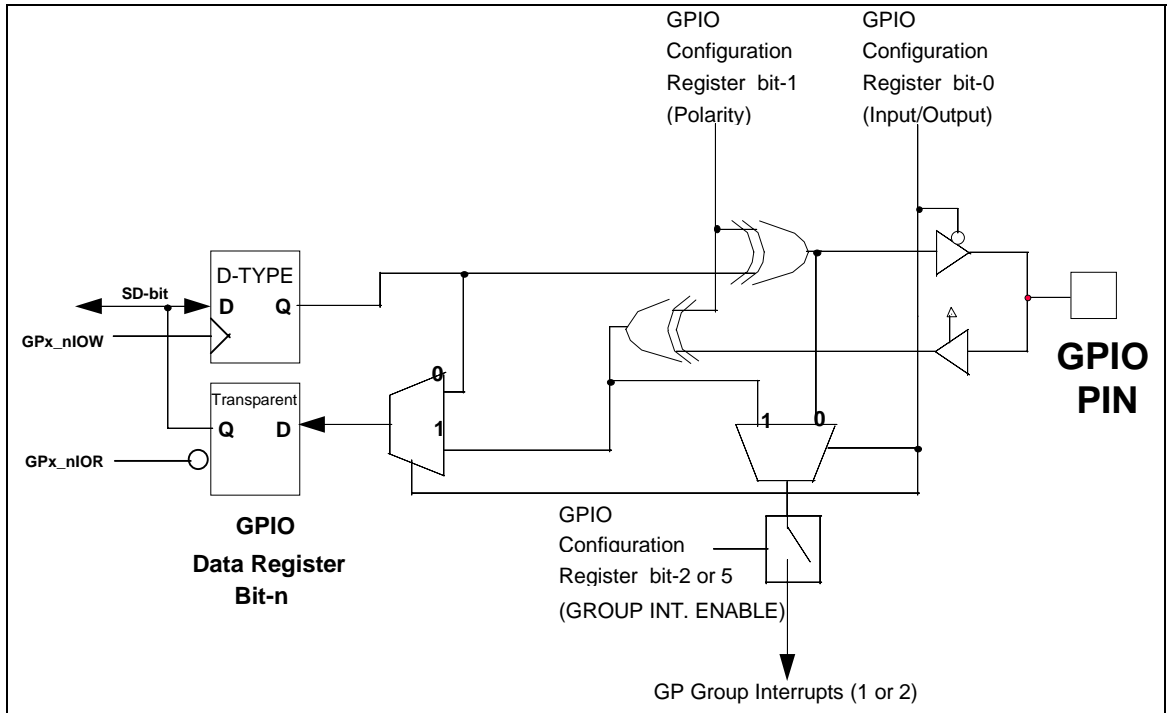 GPIO
Configuration
Register bit-1
(Polarity)
GPIO
Configuration
Register bit-0
(Input/Output)
D-TYPE
D Q
SD-bit
GPx_nIOW
Transparent
Q D
GPx_nIOR
0
1
1 0
GPIO
PIN
GPIO
Data Register
Bit-n
GPIO
Configuration
Register bit-2 or 5
(GROUP INT. ENABLE)
GP Group Interrupts (1 or 2)